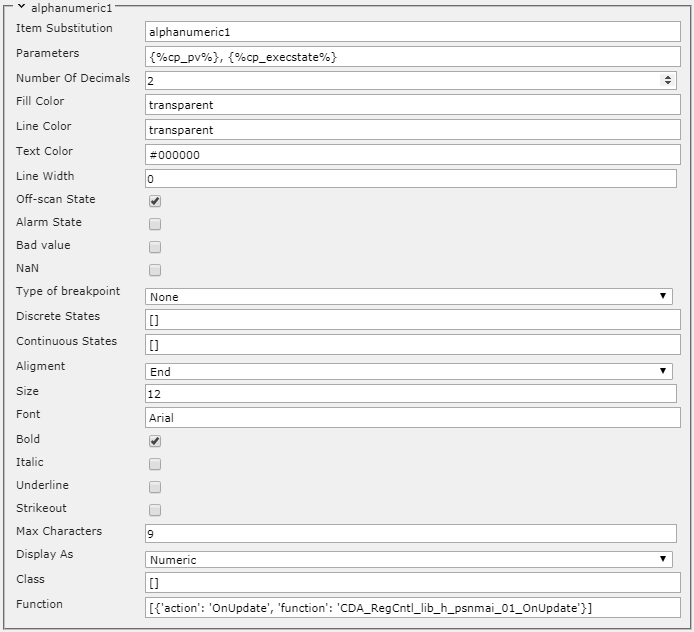 alphanumeric1
Item Substitution alphanumeric1
Parameters {%cp_pv%}, {%cp_execstate%}
Number Of Decimals 2
Fill Color transparent
Line Color transparent
Text Color #000000
Line Width 0
Off-scan State
Alarm State
Bad value
NaN
Type of breakpoint None
Discrete States []
Continuous States []
Aligment End
Size 12
Font Arial
Bold
Italic
Underline
Strikeout
Max Characters 9
Display As Numeric
Class []
Function [{'action': 'OnUpdate', 'function': 'CDA_RegCntl_lib_h_psnmai_01_OnUpdate'}]